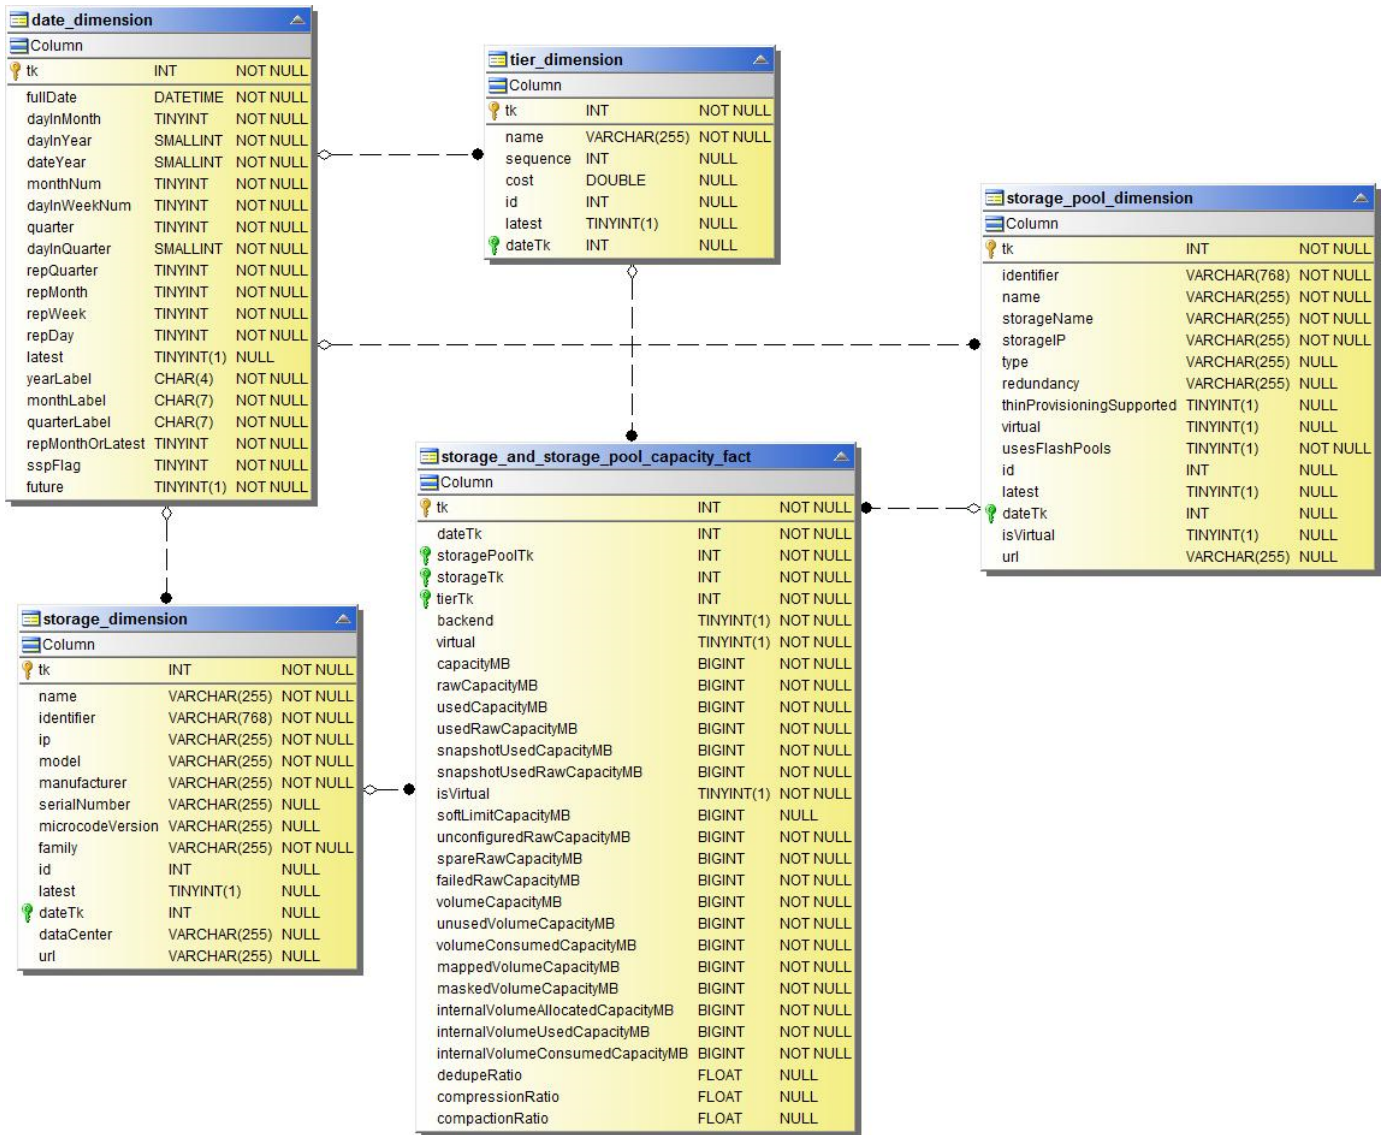 date_dimension
Column
tk INT NOT NULL
fullDate DATETIME NOT NULL
dayInMonth TINYINT NOT NULL
dayInYear SMALLINT NOT NULL
dateYear SMALLINT NOT NULL
monthNum TINYINT NOT NULL
dayInWeekNum TINYINT NOT NULL
quarter TINYINT NOT NULL
dayInQuarter SMALLINT NOT NULL
repQuarter TINYINT NOT NULL
repMonth TINYINT NOT NULL
repWeek TINYINT NOT NULL
repDay TINYINT NOT NULL
latest TINYINT(1) NULL
yearLabel CHAR(4) NOT NULL
monthLabel CHAR(7) NOT NULL
quarterLabel CHAR(7) NOT NULL
repMonthOrLatest TINYINT NOT NULL
sspFlag TINYINT NOT NULL
future TINYINT(1) NOT NULL
tier_dimension
Column
tk INT NOT NULL
name VARCHAR(255) NOT NULL
sequence INT NULL
cost DOUBLE NULL
id INT NULL
latest TINYINT(1) NULL
dateTk INT NULL
storage_pool_dimension
Column
tk INT NOT NULL
identifier VARCHAR(768) NOT NULL
name VARCHAR(255) NOT NULL
storageName VARCHAR(255) NOT NULL
storageIP VARCHAR(255) NOT NULL
type VARCHAR(255) NULL
redundancy VARCHAR(255) NULL
thinProvisioningSupported TINYINT(1) NULL
virtual TINYINT(1) NULL
usesFlashPools TINYINT(1) NOT NULL
id INT NULL
latest TINYINT(1) NULL
dateTk INT NULL
isVirtual TINYINT(1) NULL
url VARCHAR(255) NULL
storage_and_storage_pool_capacity_fact
Column
tk INT NOT NULL
dateTk INT NOT NULL
storagePoolTk INT NOT NULL
storageTk INT NOT NULL
tierTk INT NOT NULL
backend TINYINT(1) NOT NULL
virtual TINYINT(1) NOT NULL
capacityMB BIGINT NOT NULL
rawCapacityMB BIGINT NOT NULL
usedCapacityMB BIGINT NOT NULL
usedRawCapacityMB BIGINT NOT NULL
snapshotUsedCapacityMB BIGINT NOT NULL
snapshotUsedRawCapacityMB BIGINT NOT NULL
isVirtual TINYINT(1) NOT NULL
softLimitCapacityMB BIGINT NULL
unconfiguredRawCapacityMB BIGINT NOT NULL
spareRawCapacityMB BIGINT NOT NULL
failedRawCapacityMB BIGINT NOT NULL
volumeCapacityMB BIGINT NOT NULL
unusedVolumeCapacityMB BIGINT NOT NULL
volumeConsumedCapacityMB BIGINT NOT NULL
mappedVolumeCapacityMB BIGINT NOT NULL
maskedVolumeCapacityMB BIGINT NOT NULL
internalVolumeAllocatedCapacityMB BIGINT NOT NULL
internalVolumeUsedCapacityMB BIGINT NOT NULL
internalVolumeConsumedCapacityMB BIGINT NOT NULL
dedupeRatio FLOAT NULL
compressionRatio FLOAT NULL
compactionRatio FLOAT NULL
storage_dimension
Column
tk INT NOT NULL
name VARCHAR(255) NOT NULL
identifier VARCHAR(768) NOT NULL
ip VARCHAR(255) NOT NULL
model VARCHAR(255) NOT NULL
manufacturer VARCHAR(255) NOT NULL
serialNumber VARCHAR(255) NULL
microcodeVersion VARCHAR(255) NULL
family VARCHAR(255) NOT NULL
id INT NULL
latest TINYINT(1) NULL
dateTk INT NULL
dataCenter VARCHAR(255) NULL
url VARCHAR(255) NULL